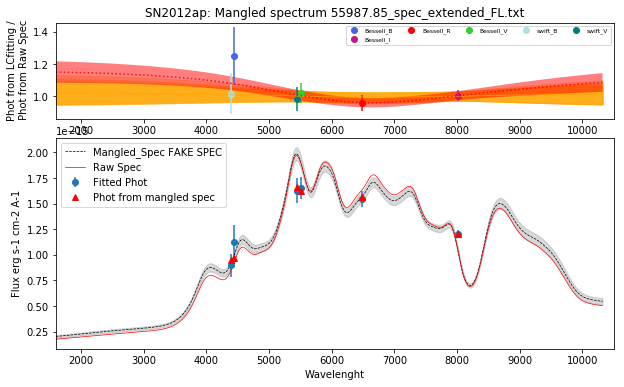 SN2012ap: Mangled spectrum 55987.85_spec_extended_FL.txt
Phot from LCfitting /
Phot from Raw Spec
1.4
1.2
1.0
Bessell_B
Bessell_R
Bessell_V
swift_B
swift_V
Bessell_I
2000 3000 4000 5000 6000 7000 8000 9000 10000
Flux erg s-1 cm-2 A-1
2.00
1.75
1.50
1.25
1.00
0.75
0.50
0.25
Mangled_Spec FAKE SPEC
Raw Spec
Fitted Phot
Phot from mangled spec
2000 3000 4000 5000 6000 7000 8000 9000 10000
Wavelenght